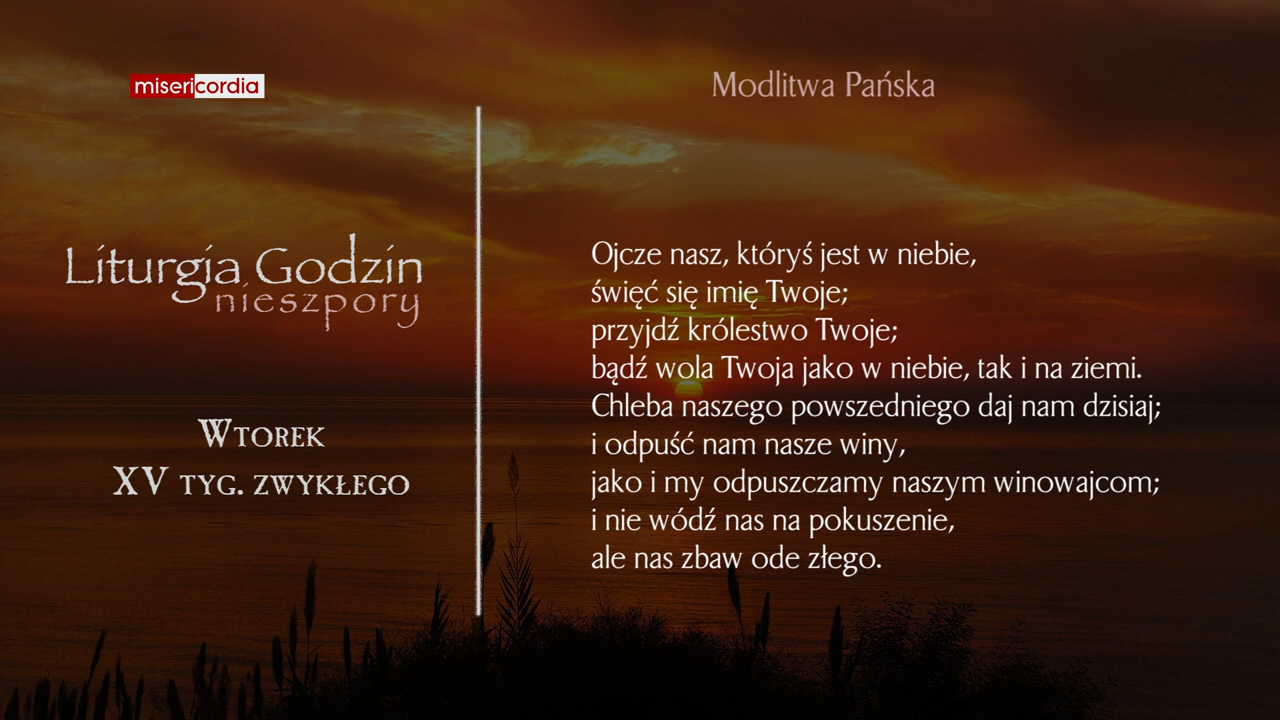 misericordia
Liturgia Godzin
nieszpory
Wtorek
XV tyg. zwykłego
Modlitwa Pańska
Ojcze nasz, któryś jest w niebie,
święć się imię Twoje;
przyjdź królestwo Twoje;
bądź wola Twoja jako w niebie, tak i na ziemi.
Chleba naszego powszedniego daj nam dzisiaj;
i odpuść nam nasze winy,
jako i my odpuszczamy naszym winowajcom;
i nie wódź nas na pokuszenie,
ale nas zbaw ode złego.